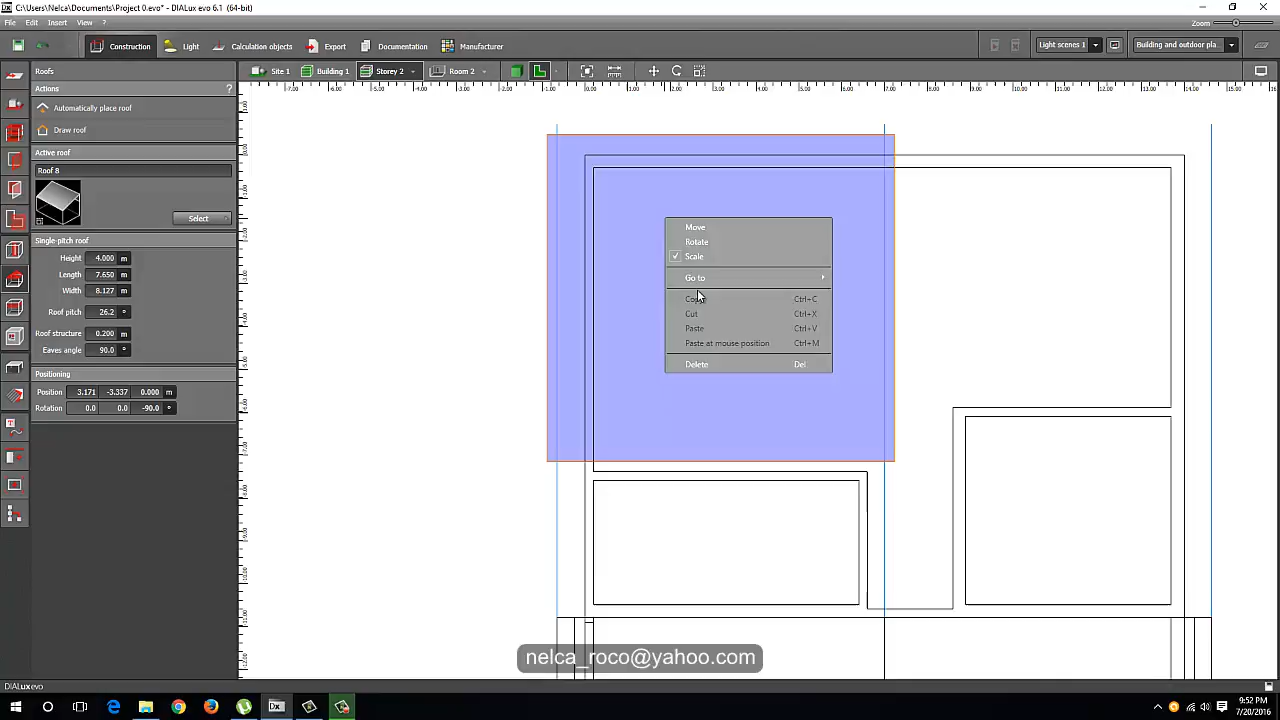 C:\Users\Nelca\Documents\Project 0.evo* - DIALux evo 6.1 (64-bit)
File Edit Insert View ?
Zoom
Construction Light Calculation objects Export Documentation Manufacturer
Light scenes 1 Building and outdoor pla...
Roofs
Site 1 Building 1 Storey 2 Room 2
Actions ?
Automatically place roof
Draw roof
Active roof
Roof 8
Select
Single-pitch roof
Height 4.000 m
Length 7.650 m
Width 8.127 m
Roof pitch 26.2 °
Roof structure 0.200 m
Eaves angle 90.0 °
Positioning
Position 3.171 -3.337 0.000 m
Rotation 0.0 0.0 -90.0 °
Move
Rotate
Scale
Go to
Copy Ctrl+C
Cut Ctrl+X
Paste Ctrl+V
Paste at mouse position Ctrl+M
Delete Del
nelca_roco@yahoo.com
DIALux evo
Dx
9:52 PM
7/20/2016